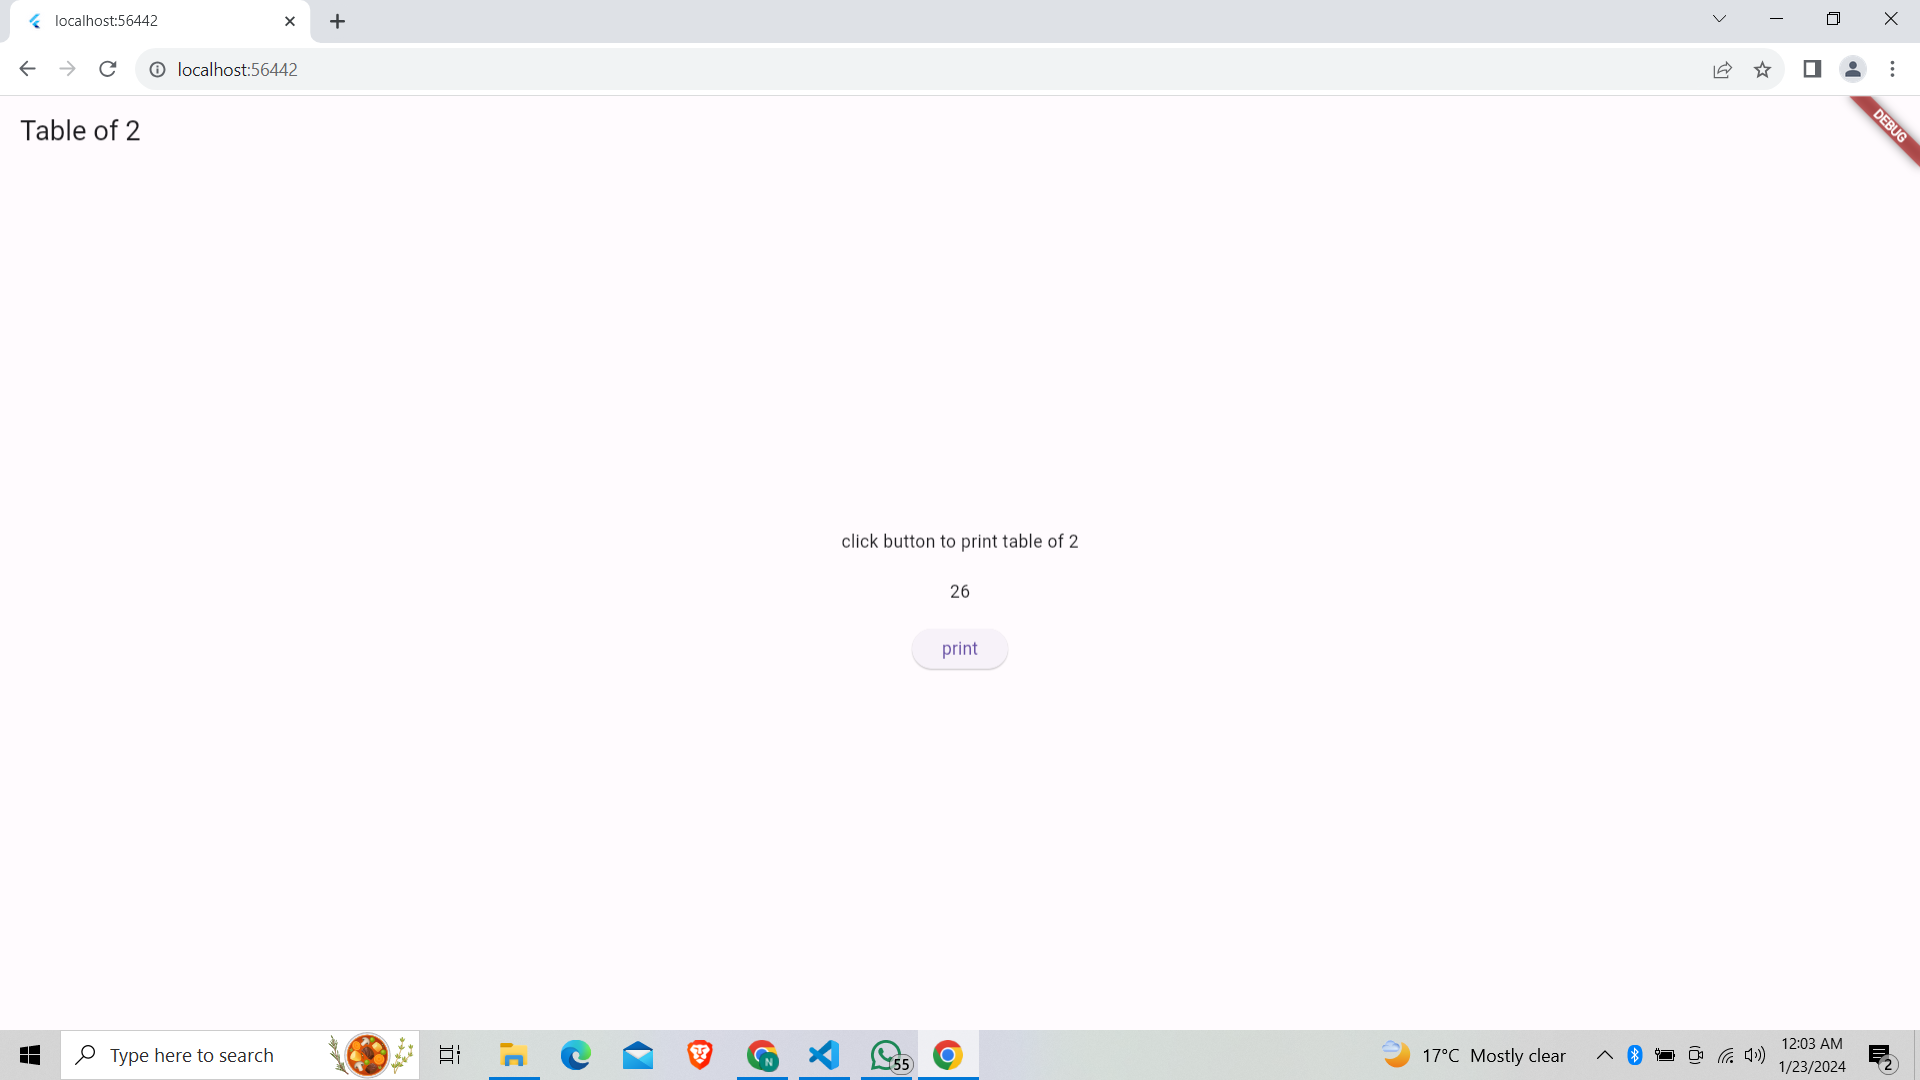 localhost:56442
localhost:56442
Table of 2
DEBUG
click button to print table of 2
26
print
Type here to search
N
55
17°C Mostly clear
12:03 AM
1/23/2024
2